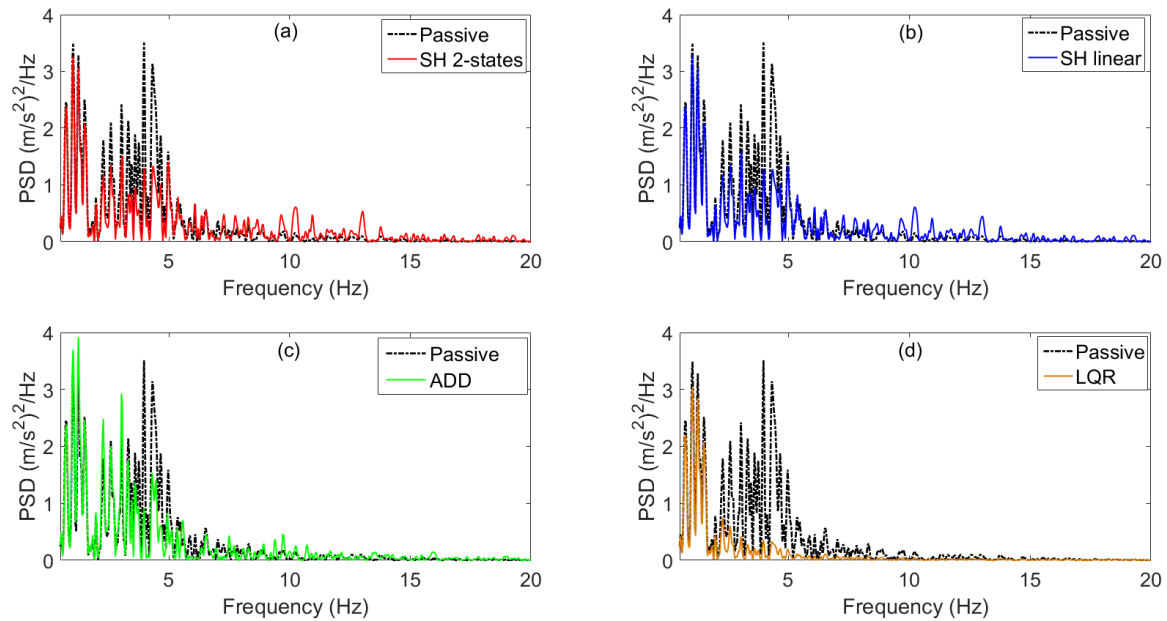 (a)
Passive
SH 2-states
PSD (m/s²)²/Hz
4
3
2
1
0
5
10
15
20
Frequency (Hz)
(b)
Passive
SH linear
PSD (m/s²)²/Hz
4
3
2
1
0
5
10
15
20
Frequency (Hz)
(c)
Passive
ADD
PSD (m/s²)²/Hz
4
3
2
1
0
5
10
15
20
Frequency (Hz)
(d)
Passive
LQR
PSD (m/s²)²/Hz
4
3
2
1
0
5
10
15
20
Frequency (Hz)